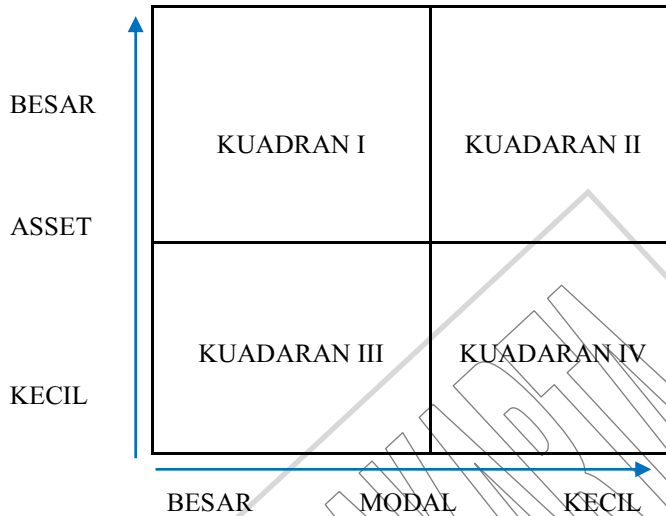 BESAR
KUADRAN I
KUADARAN II
ASSET
KUADARAN III
KUADARAN IV
KECIL
BESAR
MODAL
KECIL